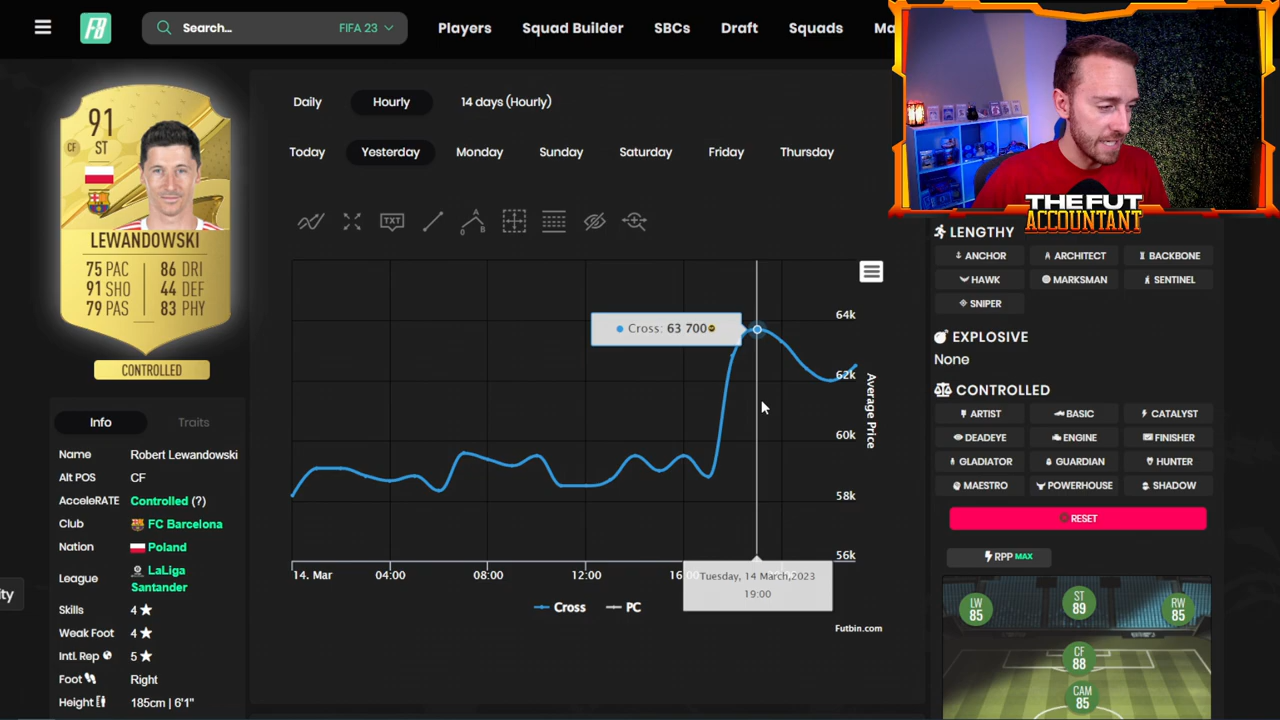 FB
Search...
FIFA 23
Players
Squad Builder
SBCs
Draft
Squads
THE FUT
ACCOUNTANT
91
CF
ST
LEWANDOWSKI
75 PAC
86 DRI
91 SHO
44 DEF
79 PAS
83 PHY
CONTROLLED
Info
Traits
Name
Robert Lewandowski
Alt POS
CF
AcceleRATE
Controlled (?)
Club
FC Barcelona
Nation
Poland
League
LaLiga
Santander
Skills
4
Weak Foot
4
Intl. Rep
5
Foot
Right
Height
185cm | 6'1"
Daily
Hourly
14 days (Hourly)
Today
Yesterday
Monday
Sunday
Saturday
Friday
Thursday
TXT
A
0
B
Cross: 63 700
64k
62k
60k
58k
56k
Average Price
14. Mar
04:00
08:00
12:00
Tuesday, 14 March,2023
19:00
Cross
PC
Futbin.com
LENGTHY
ANCHOR
ARCHITECT
BACKBONE
HAWK
MARKSMAN
SENTINEL
SNIPER
EXPLOSIVE
None
CONTROLLED
ARTIST
BASIC
CATALYST
DEADEYE
ENGINE
FINISHER
GLADIATOR
GUARDIAN
HUNTER
MAESTRO
POWERHOUSE
SHADOW
RESET
RPP MAX
LW
85
ST
89
RW
85
CF
88
CAM
85